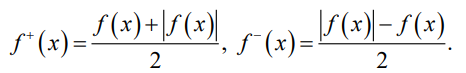 f⁺(x) = (f(x)+|f(x)|)/2, f⁻(x) = (|f(x)|−f(x))/2.